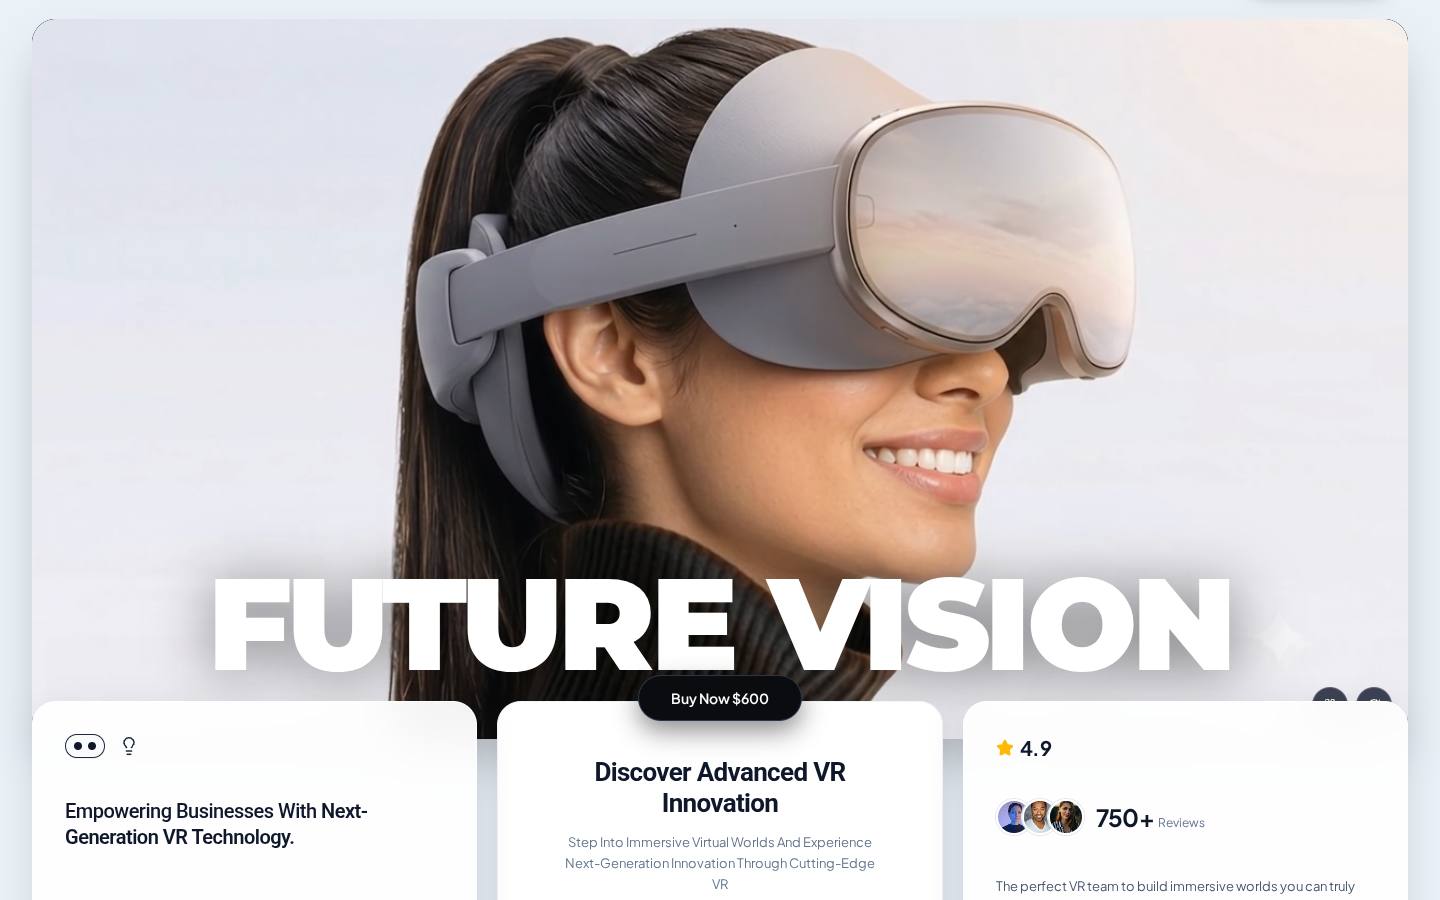 FUTURE VISION
Buy Now $600
4.9
Empowering Businesses With Next-
Generation VR Technology.
Discover Advanced VR
Innovation
Step Into Immersive Virtual Worlds And Experience
Next-Generation Innovation Through Cutting-Edge
VR
750+ Reviews
The perfect VR team to build immersive worlds you can truly